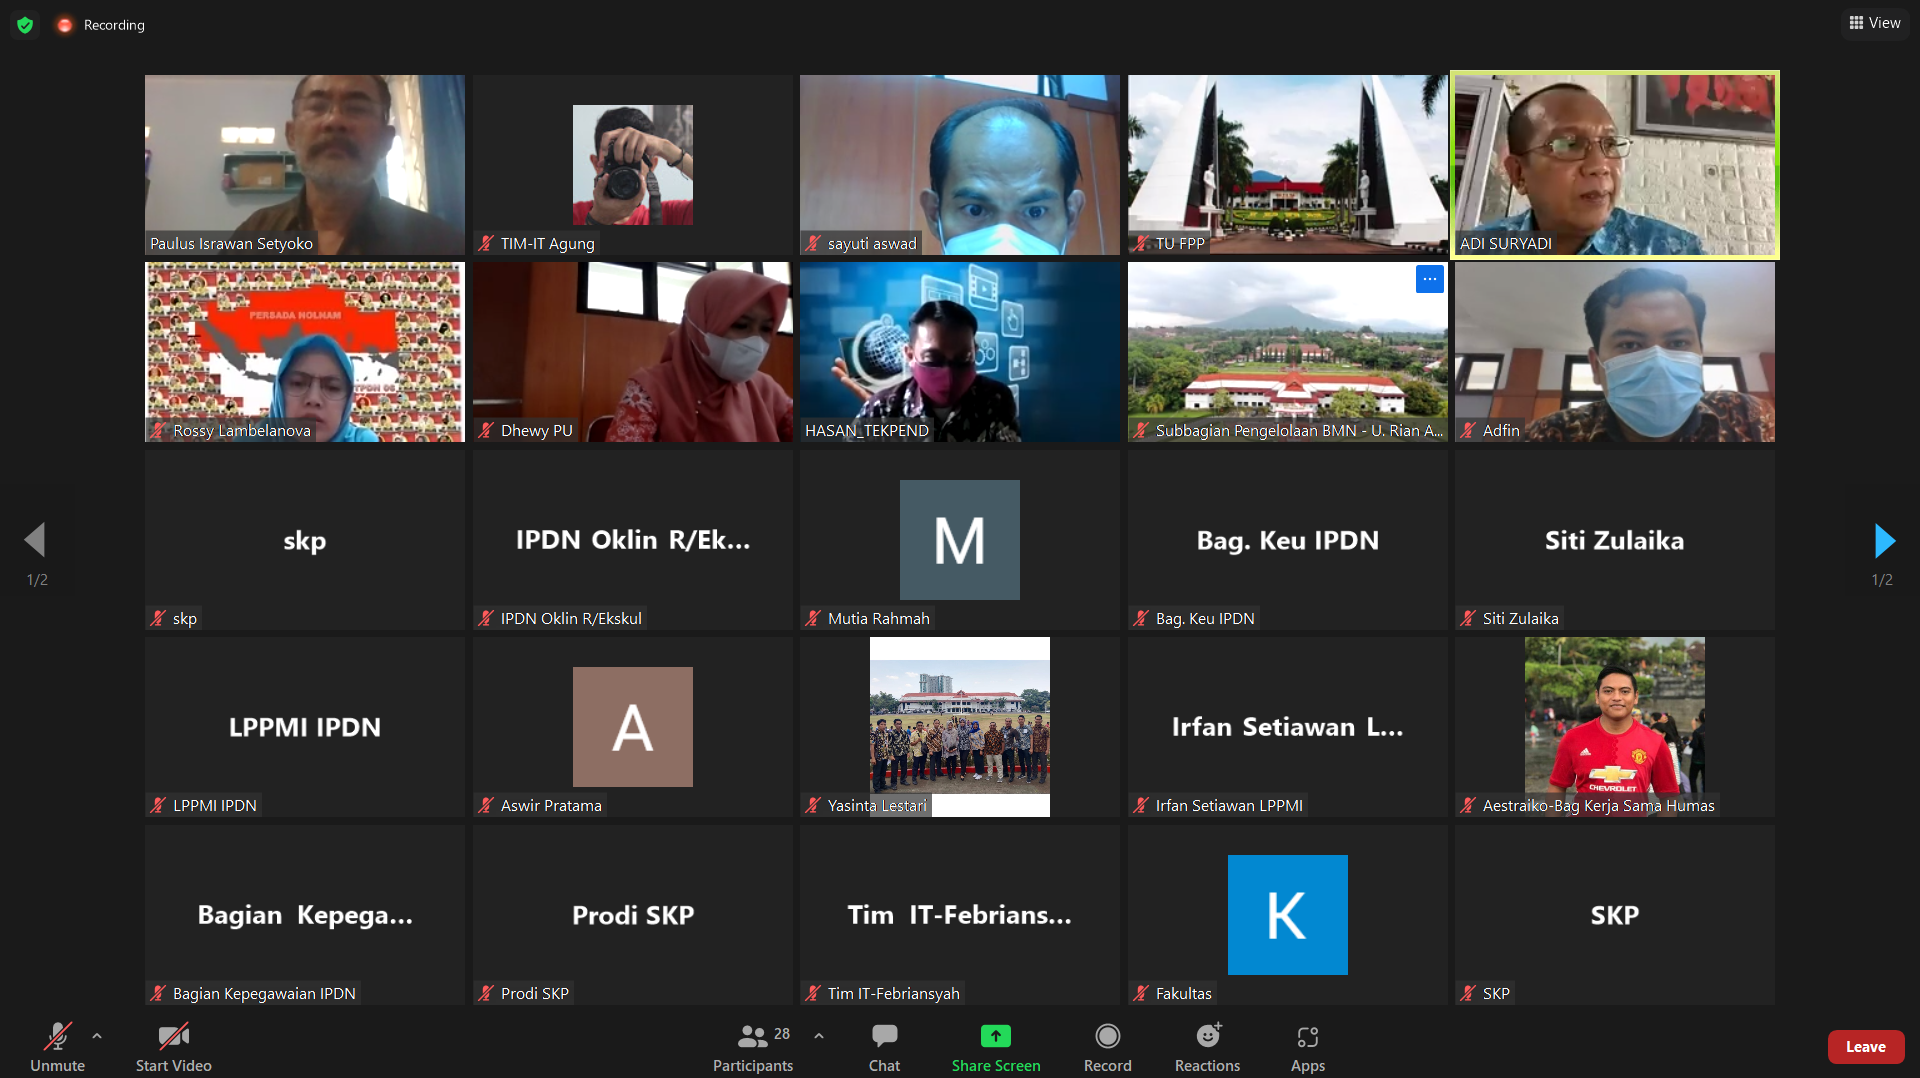 Recording
View
Paulus Israwan Setyoko
TIM-IT Agung
sayuti aswad
TU FPP
ADI SURYADI
PERSADA NOLNAM
Rossy Lambelanova
Dhewy PU
HASAN_TEKPEND
Subbagian Pengelolaan BMN - U. Rian A...
Adfin
skp
skp
IPDN Oklin R/Ek...
IPDN Oklin R/Ekskul
M
Mutia Rahmah
Bag. Keu IPDN
Bag. Keu IPDN
Siti Zulaika
Siti Zulaika
1/2
1/2
LPPMI IPDN
LPPMI IPDN
A
Aswir Pratama
Yasinta Lestari
Irfan Setiawan L...
Irfan Setiawan LPPMI
CHEVROLET
Aestraiko-Bag Kerja Sama Humas
Bagian Kepega...
Bagian Kepegawaian IPDN
Prodi SKP
Prodi SKP
Tim IT-Febrians...
Tim IT-Febriansyah
K
Fakultas
SKP
SKP
Unmute
Start Video
28
Participants
Chat
Share Screen
Record
Reactions
Apps
Leave